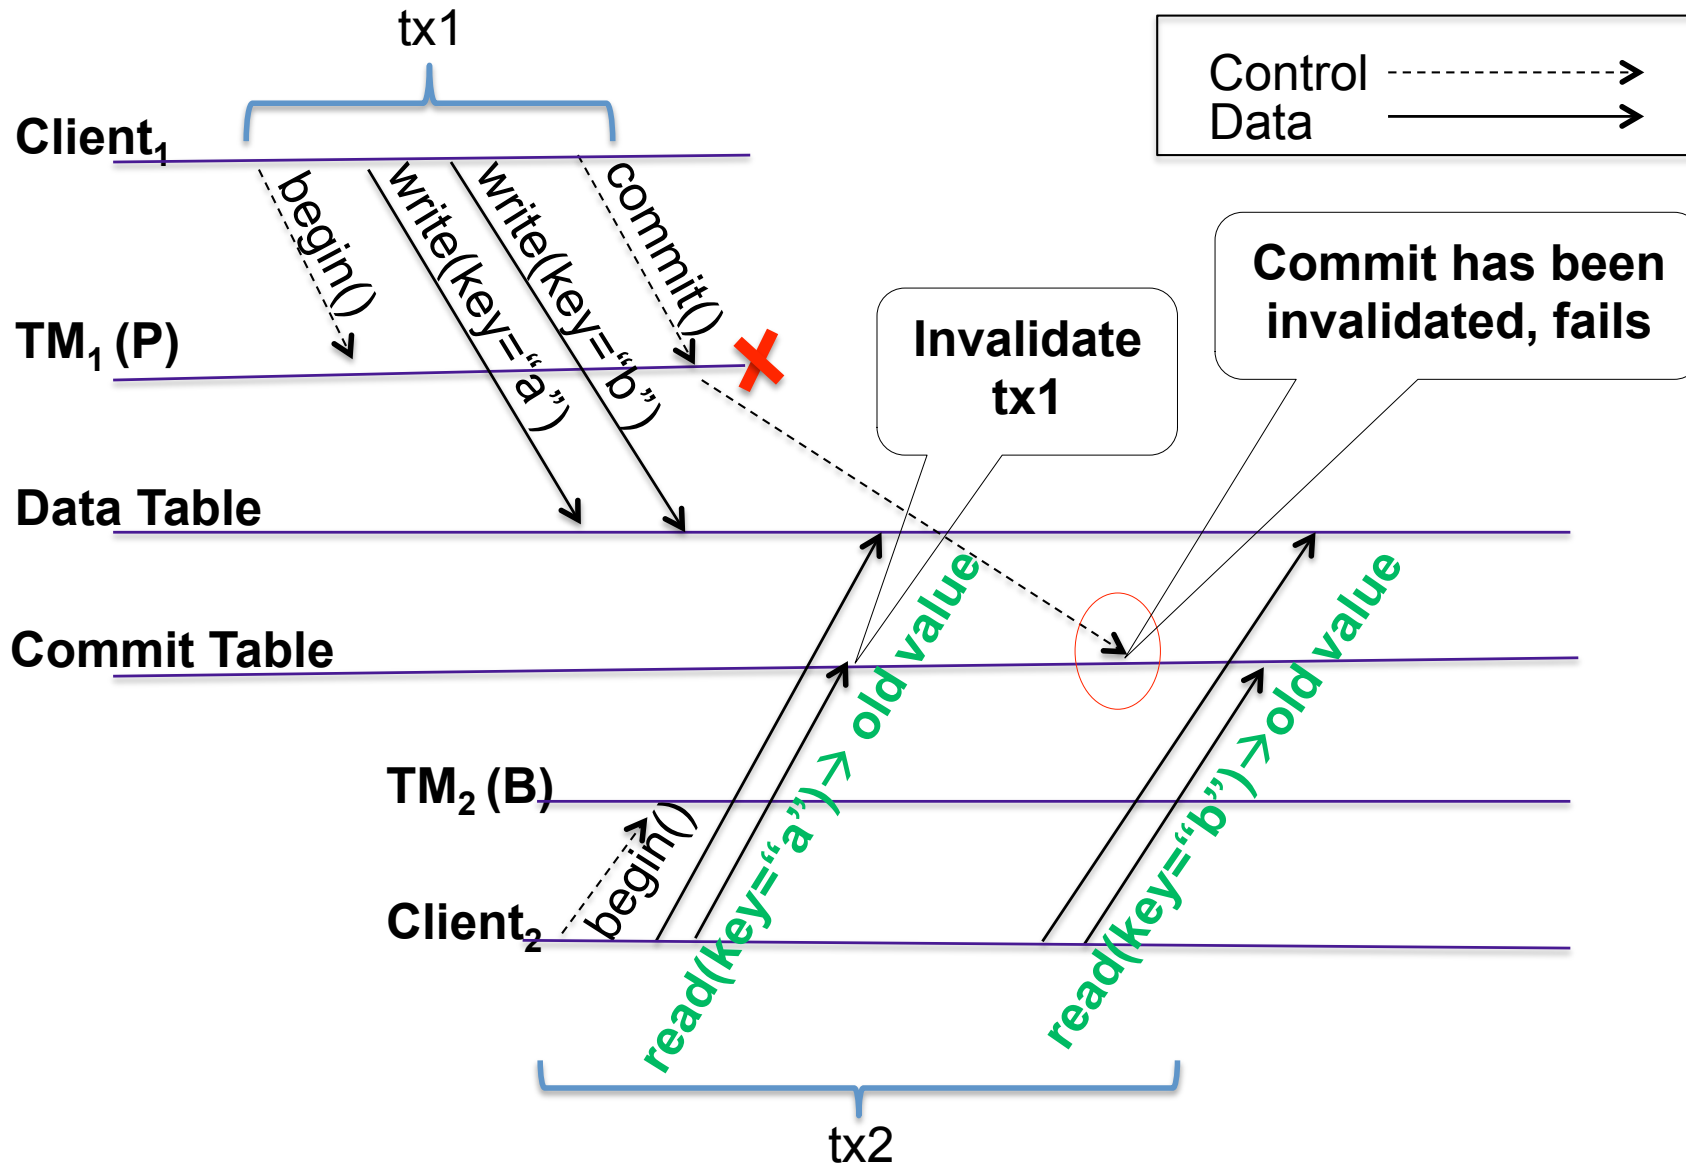 tx1
Control
Data
Client₁
begin()
write(key=“a”)
write(key=“b”)
commit()
Commit has been
invalidated, fails
Invalidate
tx1
TM₁ (P)
Data Table
Commit Table
TM₂ (B)
begin()
Client₂
read(key=“a”)→ old value
read(key=“b”)→old value
tx2